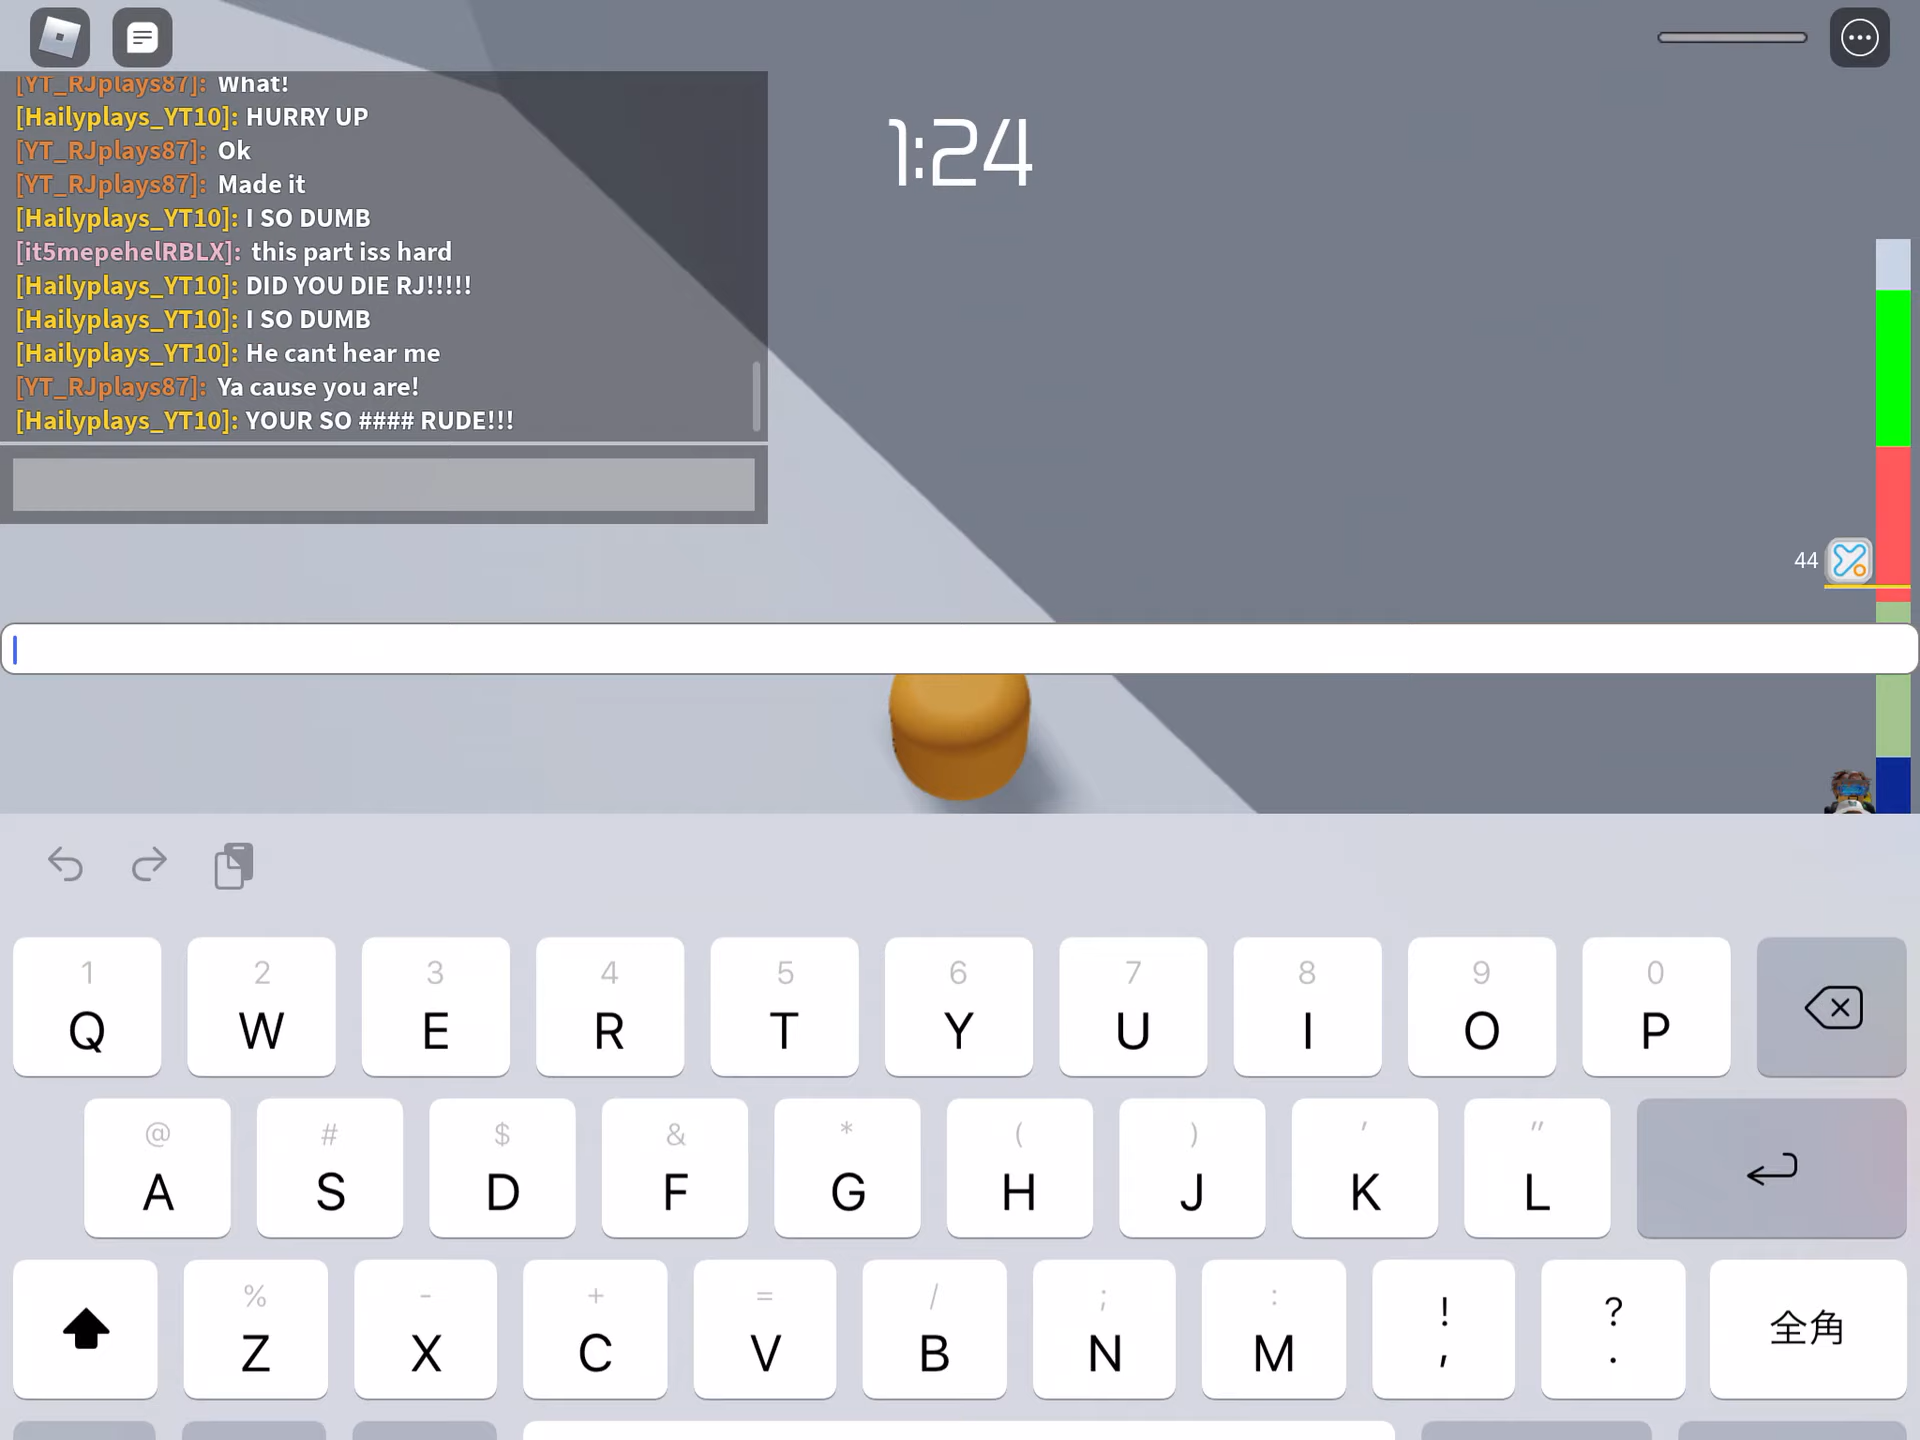 [YT_RJplays87]: What!
[Hailyplays_YT10]: HURRY UP
[YT_RJplays87]: Ok
[YT_RJplays87]: Made it
[Hailyplays_YT10]: I SO DUMB
[it5mepehelRBLX]: this part iss hard
[Hailyplays_YT10]: DID YOU DIE RJ!!!!!
[Hailyplays_YT10]: I SO DUMB
[Hailyplays_YT10]: He cant hear me
[YT_RJplays87]: Ya cause you are!
[Hailyplays_YT10]: YOUR SO #### RUDE!!!
1:24
44
1 2 3 4 5 6 7 8 9 0
Q W E R T Y U I O P
@ # $ & * ( ) ' "
A S D F G H J K L
% - + = / ; : ! ?
Z X C V B N M , . 全角